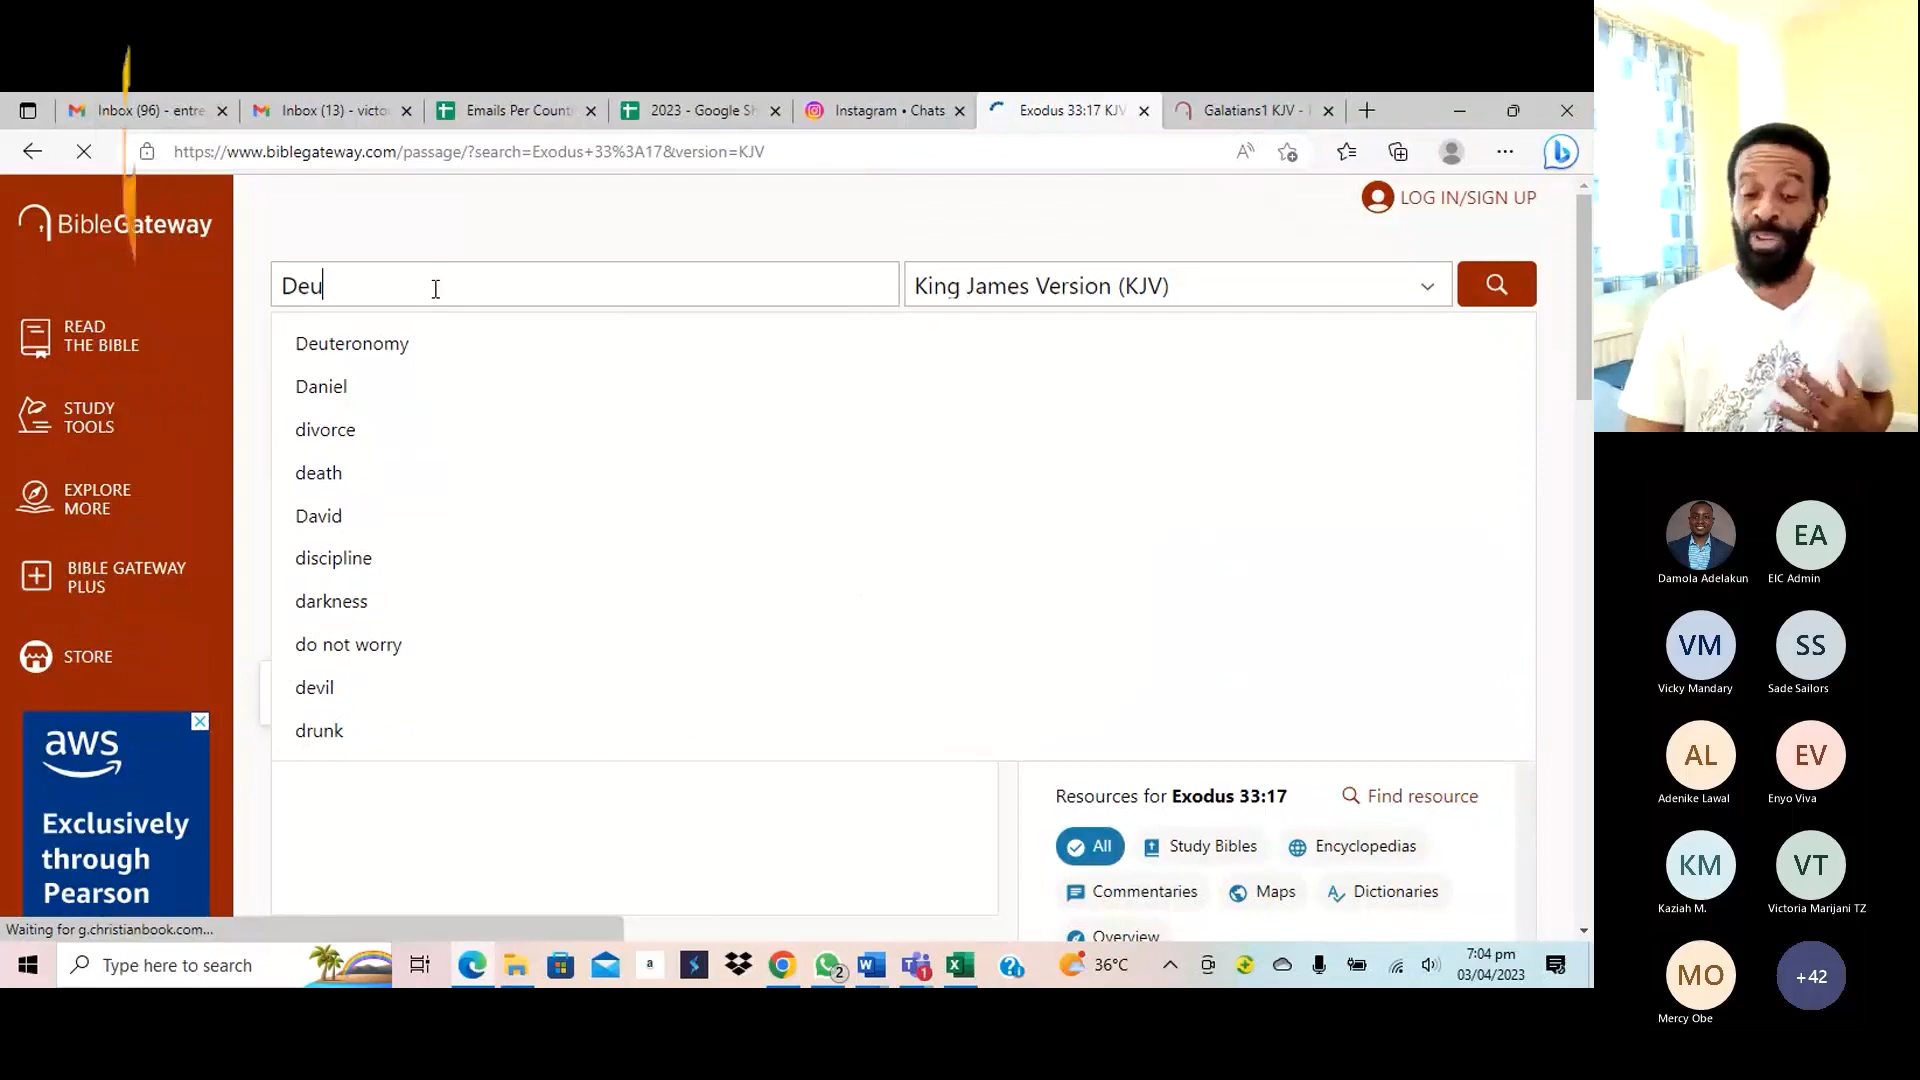 Inbox (96) - entre
Inbox (13) - victo
Emails Per Count
2023 - Google Sh
Instagram • Chats
Exodus 33:17 KJV
Galatians1 KJV -
https://www.biblegateway.com/passage/?search=Exodus+33%3A17&version=KJV
LOG IN/SIGN UP
BibleGateway
Deu
King James Version (KJV)
READ
THE BIBLE
STUDY
TOOLS
EXPLORE
MORE
BIBLE GATEWAY
PLUS
STORE
Deuteronomy
Daniel
divorce
death
David
discipline
darkness
do not worry
devil
drunk
aws
Exclusively
through
Pearson
Resources for Exodus 33:17
Find resource
All
Study Bibles
Encyclopedias
Commentaries
Maps
Dictionaries
Overview
Waiting for g.christianbook.com...
Type here to search
a
2
1
36°C
7:04 pm
03/04/2023
Damola Adelakun
EA
EIC Admin
VM
Vicky Mandary
SS
Sade Sailors
AL
Adenike Lawal
EV
Enyo Viva
KM
Kaziah M.
VT
Victoria Marijani TZ
MO
Mercy Obe
+42